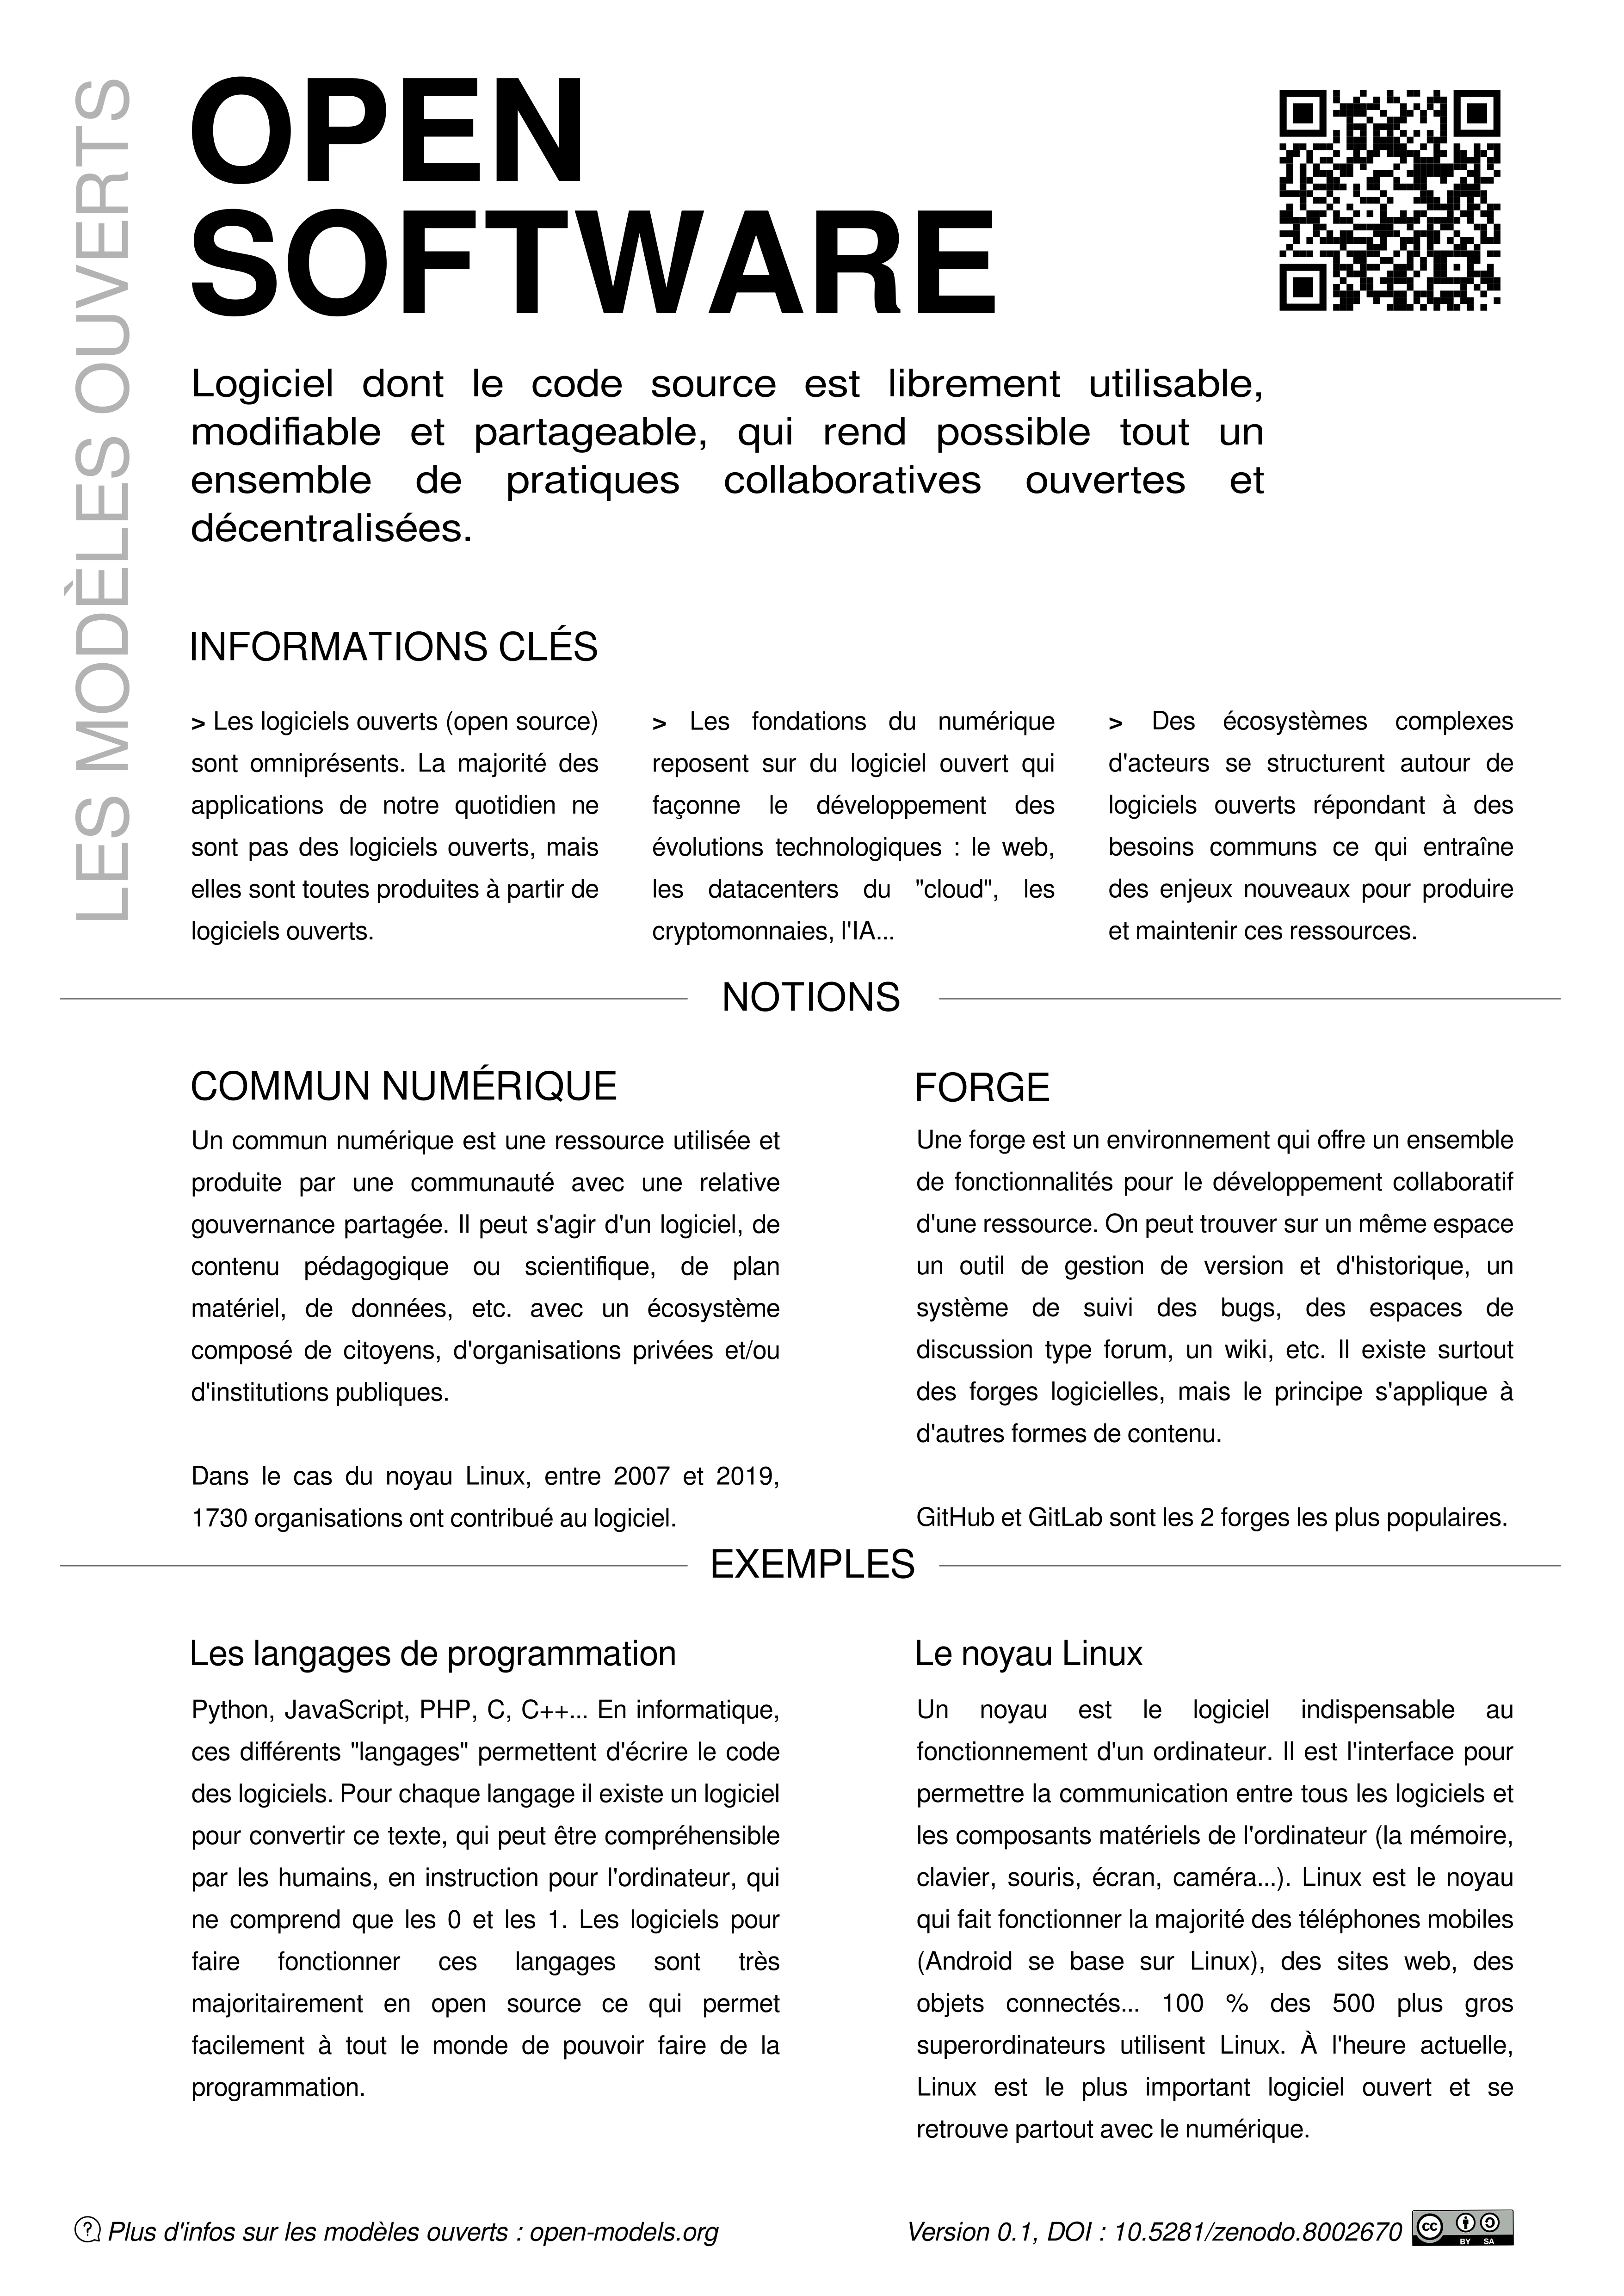 LES MODÈLES OUVERTS
OPEN
SOFTWARE
Logiciel dont le code source est librement utilisable,
modifiable et partageable, qui rend possible tout un
ensemble de pratiques collaboratives ouvertes et
décentralisées.
INFORMATIONS CLÉS
> Les logiciels ouverts (open source)
sont omniprésents. La majorité des
applications de notre quotidien ne
sont pas des logiciels ouverts, mais
elles sont toutes produites à partir de
logiciels ouverts.
> Les fondations du numérique
reposent sur du logiciel ouvert qui
façonne le développement des
évolutions technologiques : le web,
les datacenters du "cloud", les
cryptomonnaies, l'IA...
> Des écosystèmes complexes
d'acteurs se structurent autour de
logiciels ouverts répondant à des
besoins communs ce qui entraîne
des enjeux nouveaux pour produire
et maintenir ces ressources.
NOTIONS
COMMUN NUMÉRIQUE
Un commun numérique est une ressource utilisée et
produite par une communauté avec une relative
gouvernance partagée. Il peut s'agir d'un logiciel, de
contenu pédagogique ou scientifique, de plan
matériel, de données, etc. avec un écosystème
composé de citoyens, d'organisations privées et/ou
d'institutions publiques.
Dans le cas du noyau Linux, entre 2007 et 2019,
1730 organisations ont contribué au logiciel.
FORGE
Une forge est un environnement qui offre un ensemble
de fonctionnalités pour le développement collaboratif
d'une ressource. On peut trouver sur un même espace
un outil de gestion de version et d'historique, un
système de suivi des bugs, des espaces de
discussion type forum, un wiki, etc. Il existe surtout
des forges logicielles, mais le principe s'applique à
d'autres formes de contenu.
GitHub et GitLab sont les 2 forges les plus populaires.
EXEMPLES
Les langages de programmation
Python, JavaScript, PHP, C, C++... En informatique,
ces différents "langages" permettent d'écrire le code
des logiciels. Pour chaque langage il existe un logiciel
pour convertir ce texte, qui peut être compréhensible
par les humains, en instruction pour l'ordinateur, qui
ne comprend que les 0 et les 1. Les logiciels pour
faire fonctionner ces langages sont très
majoritairement en open source ce qui permet
facilement à tout le monde de pouvoir faire de la
programmation.
Le noyau Linux
Un noyau est le logiciel indispensable au
fonctionnement d'un ordinateur. Il est l'interface pour
permettre la communication entre tous les logiciels et
les composants matériels de l'ordinateur (la mémoire,
clavier, souris, écran, caméra...). Linux est le noyau
qui fait fonctionner la majorité des téléphones mobiles
(Android se base sur Linux), des sites web, des
objets connectés... 100 % des 500 plus gros
superordinateurs utilisent Linux. À l'heure actuelle,
Linux est le plus important logiciel ouvert et se
retrouve partout avec le numérique.
? Plus d'infos sur les modèles ouverts : open-models.org
Version 0.1, DOI : 10.5281/zenodo.8002670
cc BY SA